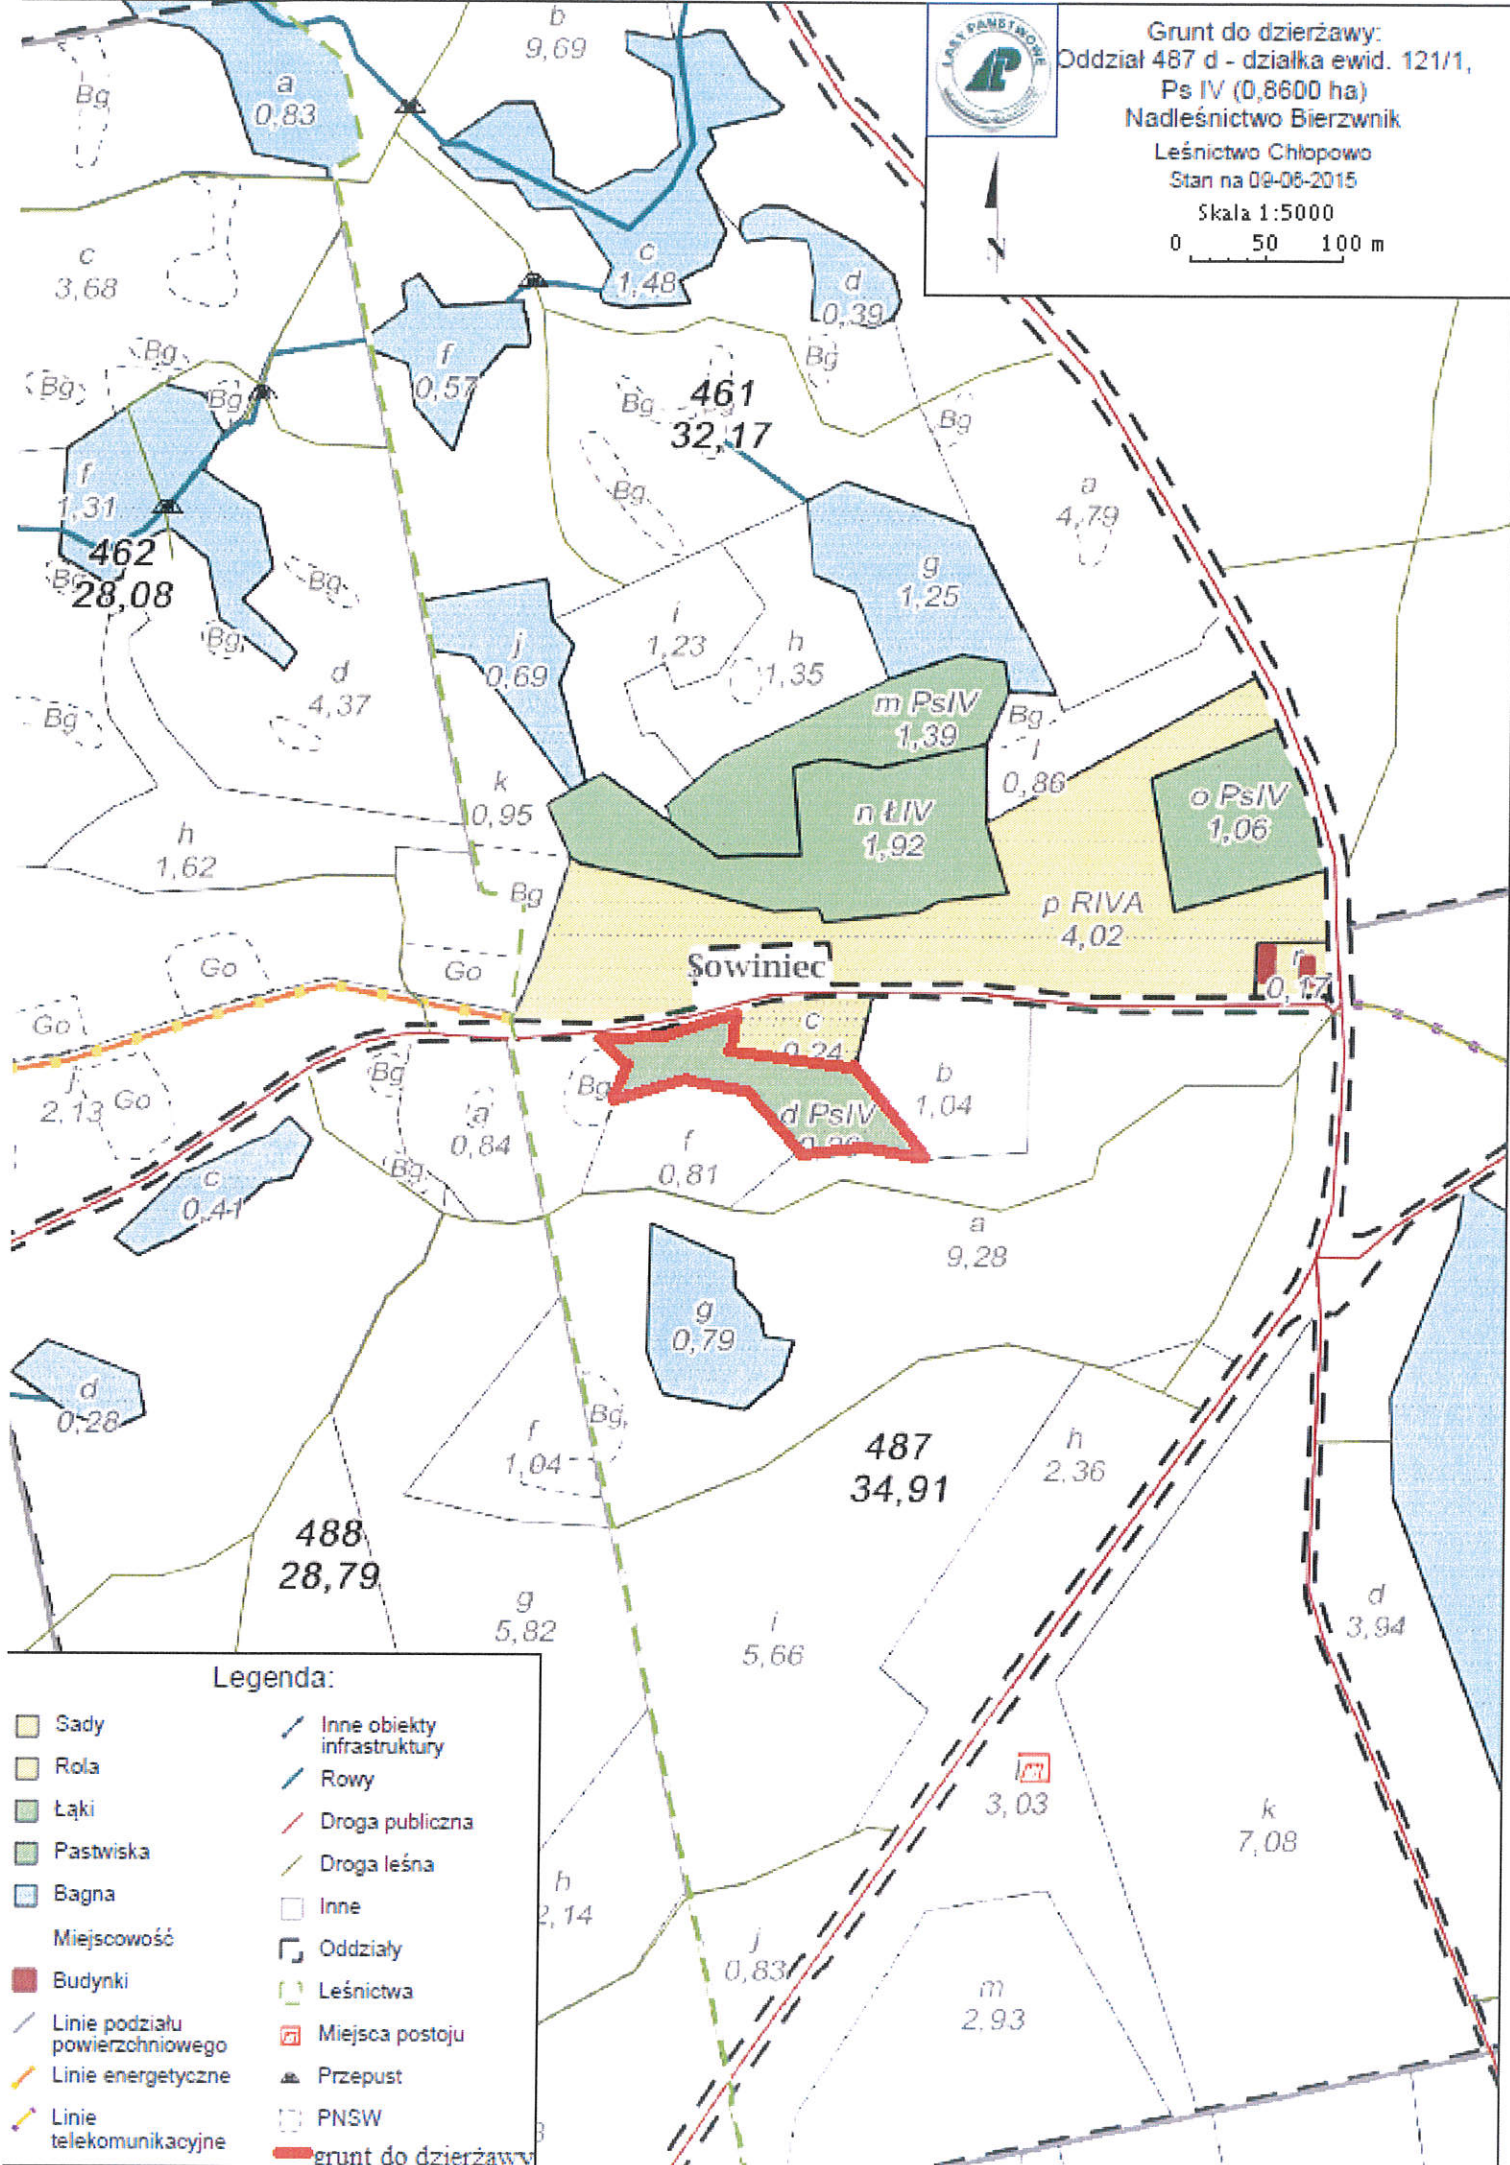 Grunt do dzierżawy:
Oddział 487 d - działka ewid. 121/1,
Ps IV (0,8600 ha)
Nadleśnictwo Bierzwnik
Leśnictwo Chłopowo
Stan na 09-06-2015
Skala 1:5000
0 50 100 m
N
LASY PAŃSTWOWE
b
9,69
Bg
a
0,83
c
3,68
c
1,48
d
0,39
Bg
f
0,57
Bg
Bg
Bg
461
32,17
Bg
Bg
Bg
f
1,31
a
4,79
462
28,08
Bg
Bg
Bg
g
1,25
i
1,23
h
1,35
j
0,69
d
4,37
Bg
m PsIV
1,39
Bg
l
0,86
k
0,95
n ŁIV
1,92
o PsIV
1,06
h
1,62
Bg
p RIVA
4,02
Go
Go
Sowiniec
r
0,17
Go
c
0,24
j
2,13
Go
Bg
a
0,84
Bg
d PsIV
b
1,04
f
0,81
Bg
c
0,41
a
9,28
g
0,79
d
0,28
f
1,04
Bg
487
34,91
h
2,36
488
28,79
g
5,82
i
5,66
d
3,94
l
3,03
k
7,08
h
2,14
j
0,83
m
2,93
Legenda:
Sady
Rola
Łąki
Pastwiska
Bagna
Miejscowość
Budynki
Linie podziału
powierzchniowego
Linie energetyczne
Linie
telekomunikacyjne
Inne obiekty
infrastruktury
Rowy
Droga publiczna
Droga leśna
Inne
Oddziały
Leśnictwa
Miejsca postoju
Przepust
PNSW
grunt do dzierżawy